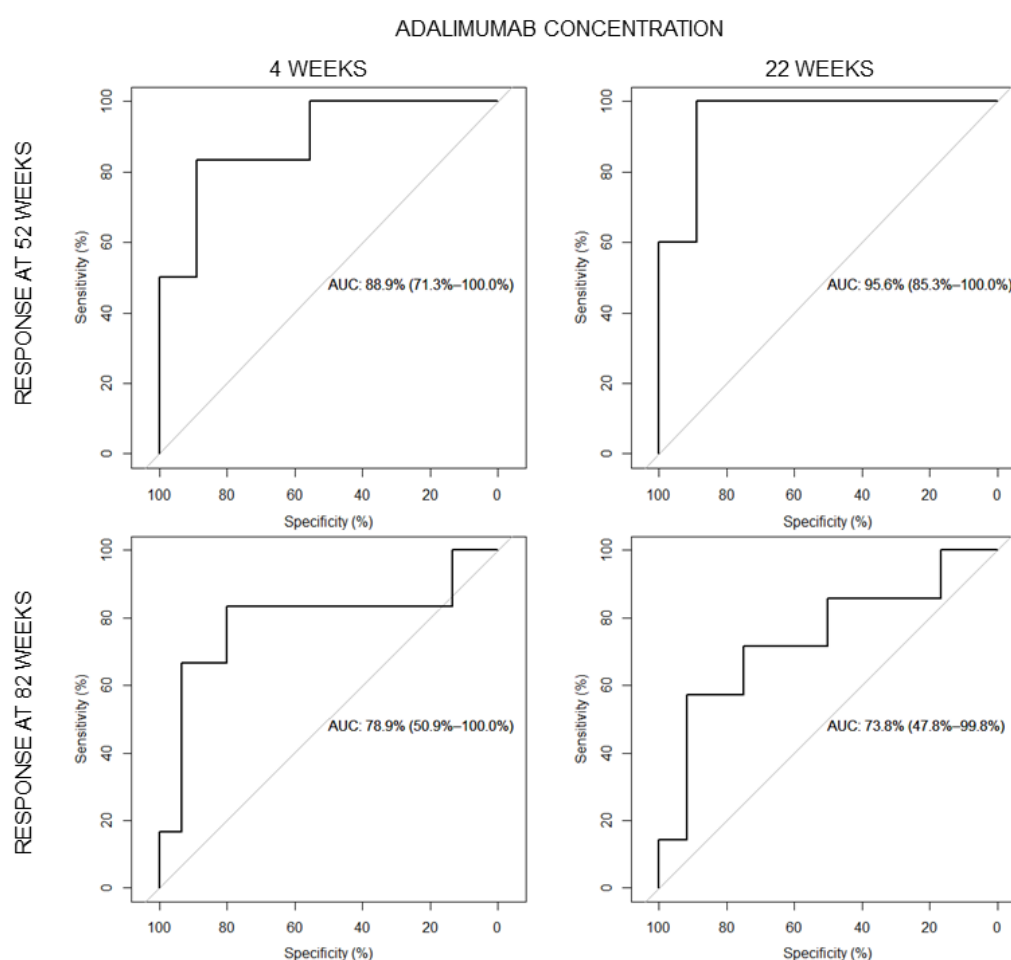 ADALIMUMAB CONCENTRATION
4 WEEKS
22 WEEKS
RESPONSE AT 52 WEEKS
Sensitivity (%)
100
80
60
40
20
0
AUC: 88.9% (71.3%–100.0%)
100
80
60
40
20
0
Specificity (%)
Sensitivity (%)
100
80
60
40
20
0
AUC: 95.6% (85.3%–100.0%)
100
80
60
40
20
0
Specificity (%)
RESPONSE AT 82 WEEKS
Sensitivity (%)
100
80
60
40
20
0
AUC: 78.9% (50.9%–100.0%)
100
80
60
40
20
0
Specificity (%)
Sensitivity (%)
100
80
60
40
20
0
AUC: 73.8% (47.8%–99.8%)
100
80
60
40
20
0
Specificity (%)